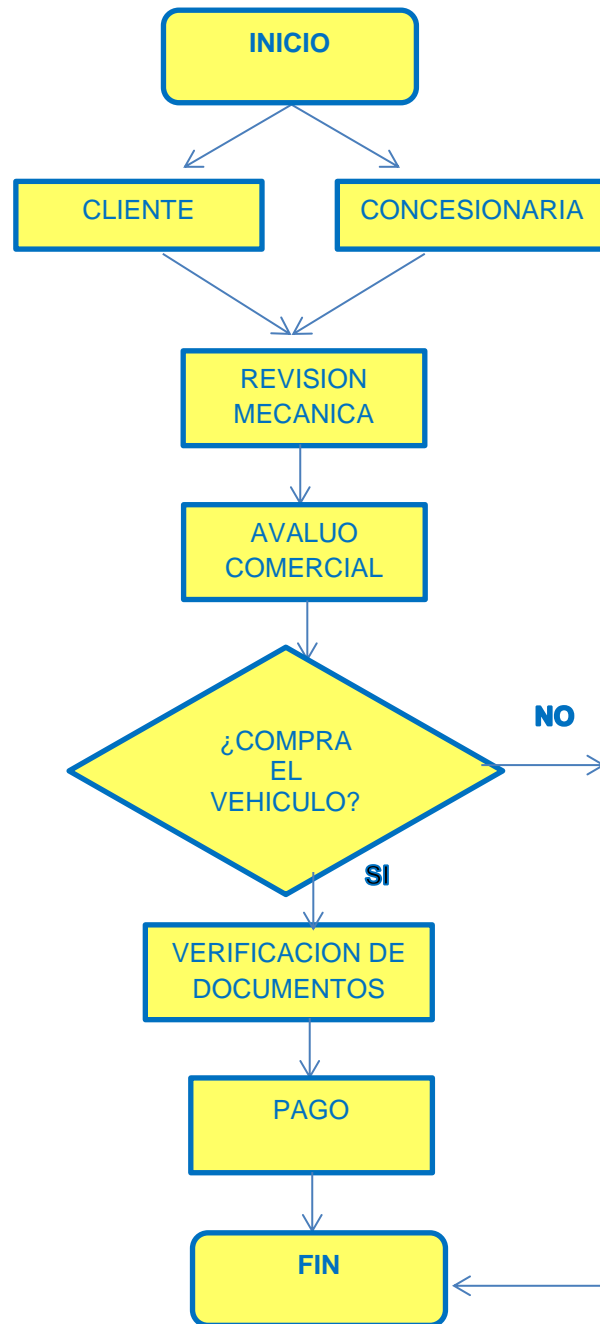 INICIO
CLIENTE
CONCESIONARIA
REVISION
MECANICA
AVALUO
COMERCIAL
¿COMPRA
EL
VEHICULO?
NO
SI
VERIFICACION DE
DOCUMENTOS
PAGO
FIN